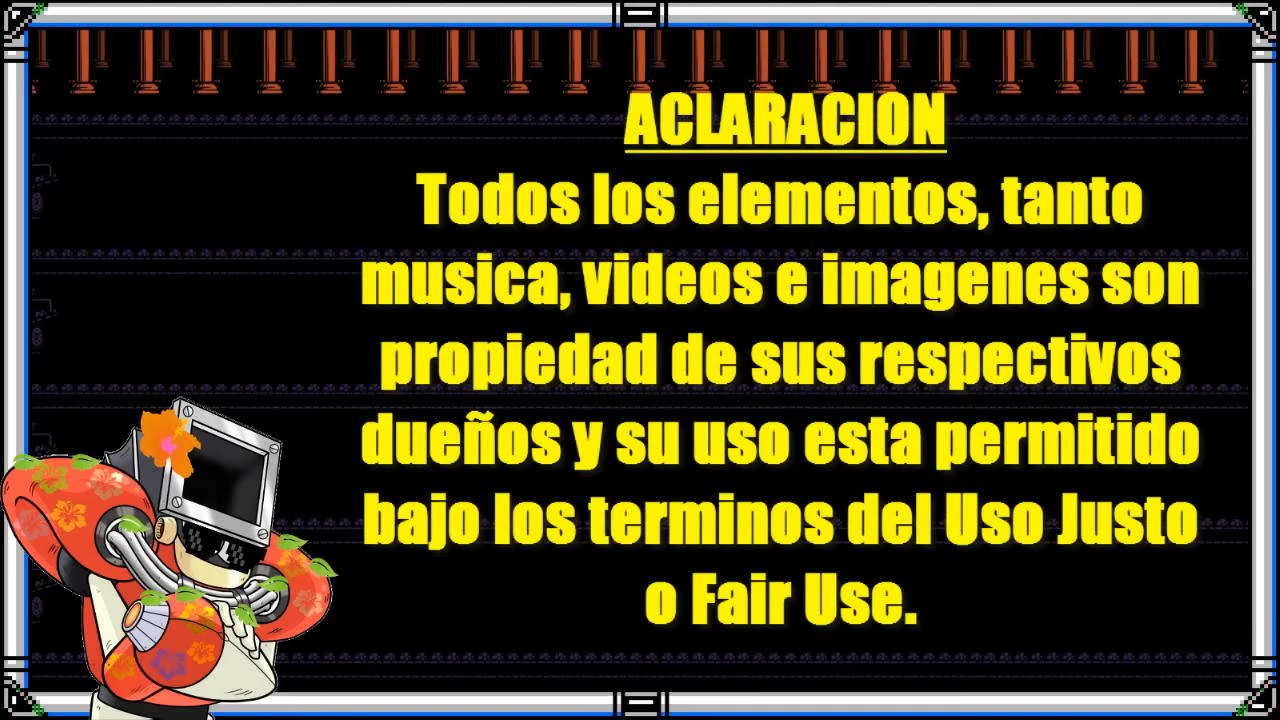 ACLARACION
Todos los elementos, tanto
musica, videos e imagenes son
propiedad de sus respectivos
dueños y su uso esta permitido
bajo los terminos del Uso Justo
o Fair Use.